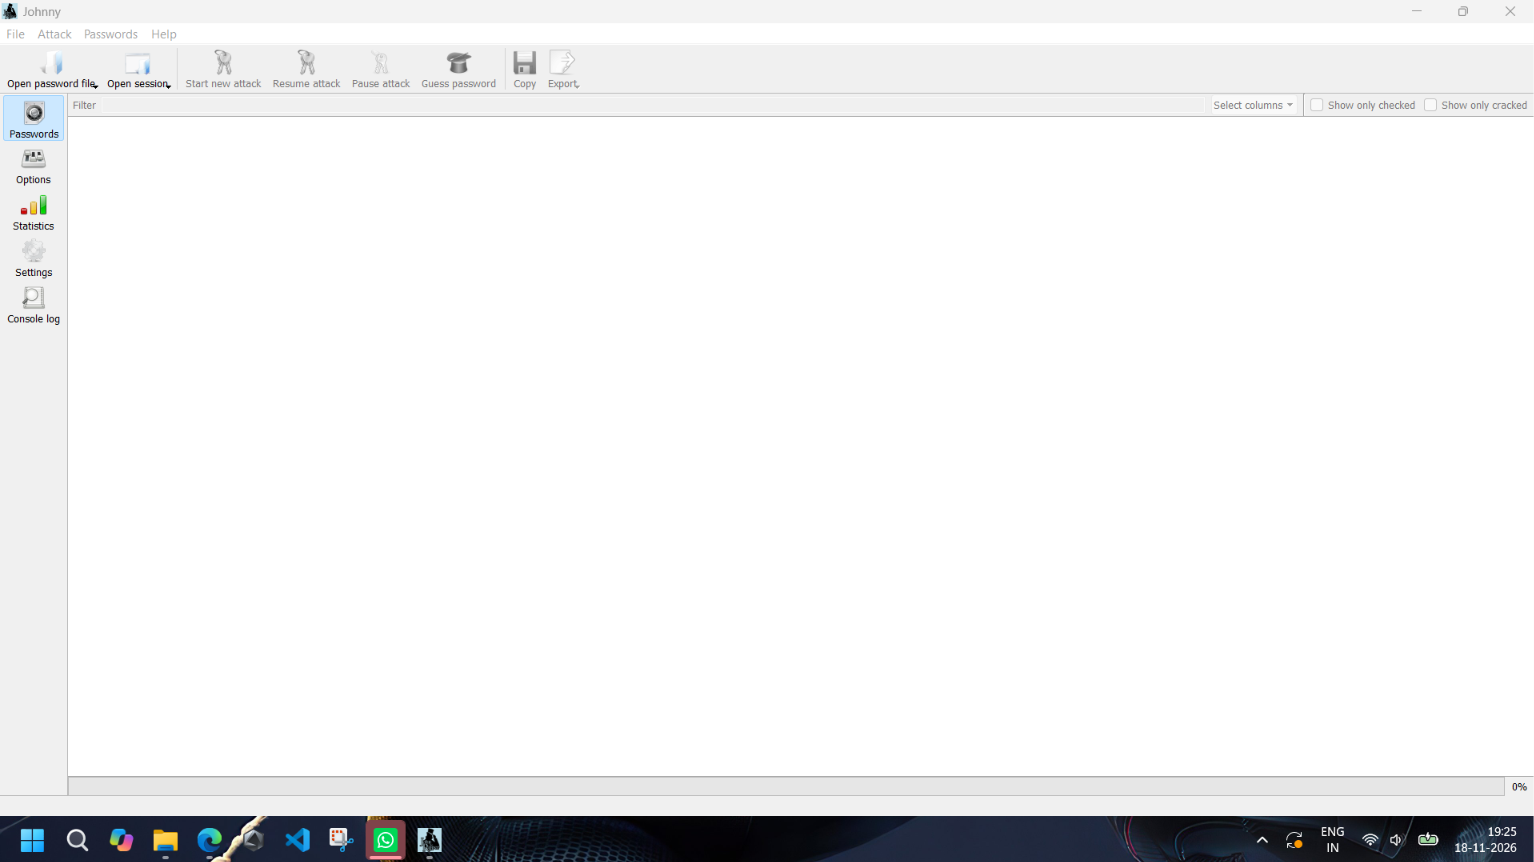 Johnny
File Attack Passwords Help
Open password file Open session Start new attack Resume attack Pause attack Guess password Copy Export
Filter Select columns Show only checked Show only cracked
Passwords
Options
Statistics
Settings
Console log
0%
ENG 19:25
IN 18-11-2026